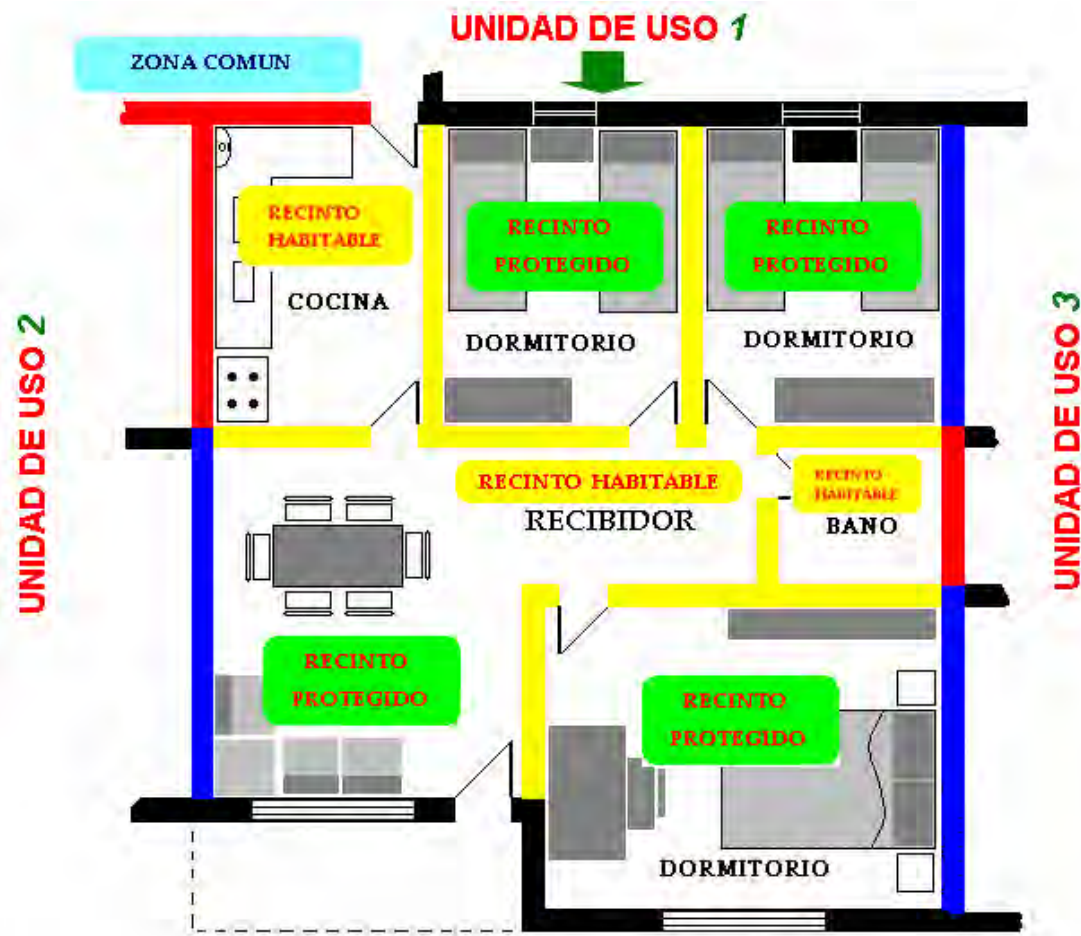 UNIDAD DE USO 1
ZONA COMUN
RECINTO
HABITABLE
COCINA
RECINTO
PROTEGIDO
DORMITORIO
RECINTO
PROTEGIDO
DORMITORIO
UNIDAD DE USO 2
UNIDAD DE USO 3
RECINTO HABITABLE
RECIBIDOR
RECINTO
HABITABLE
BANO
RECINTO
PROTEGIDO
RECINTO
PROTEGIDO
DORMITORIO